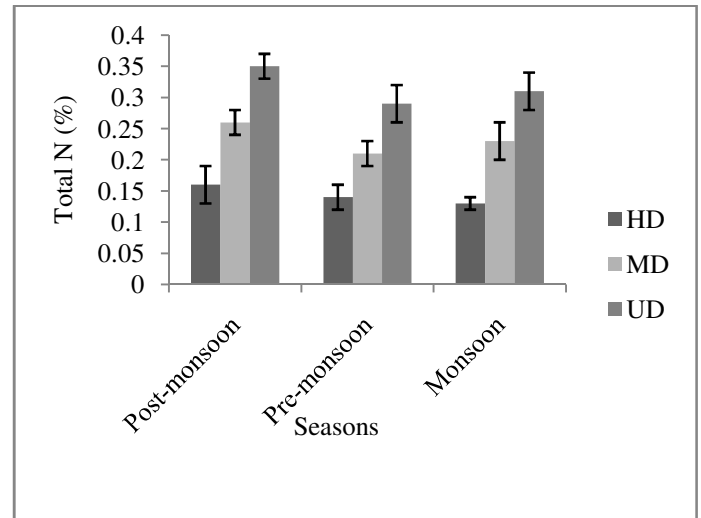 0.4
0.35
0.3
0.25
0.2
0.15
0.1
0.05
0
Total N (%)
Post-monsoon
Pre-monsoon
Monsoon
Seasons
HD
MD
UD